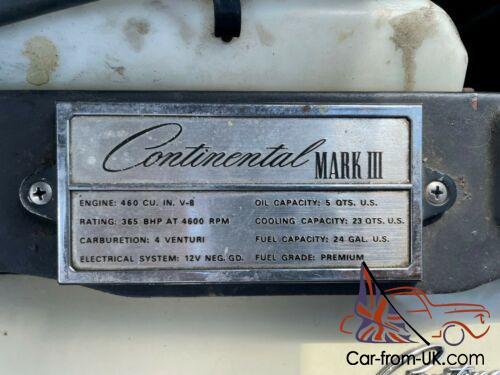 Continental MARK III
ENGINE: 460 CU. IN. V-8
RATING: 365 BHP AT 4600 RPM
CARBURETION: 4 VENTURI
ELECTRICAL SYSTEM: 12V NEG. GD.
OIL CAPACITY: 5 QTS. U.S.
COOLING CAPACITY: 23 QTS. U.S.
FUEL CAPACITY: 24 GAL. U.S.
FUEL GRADE: PREMIUM
Car-from-UK.com